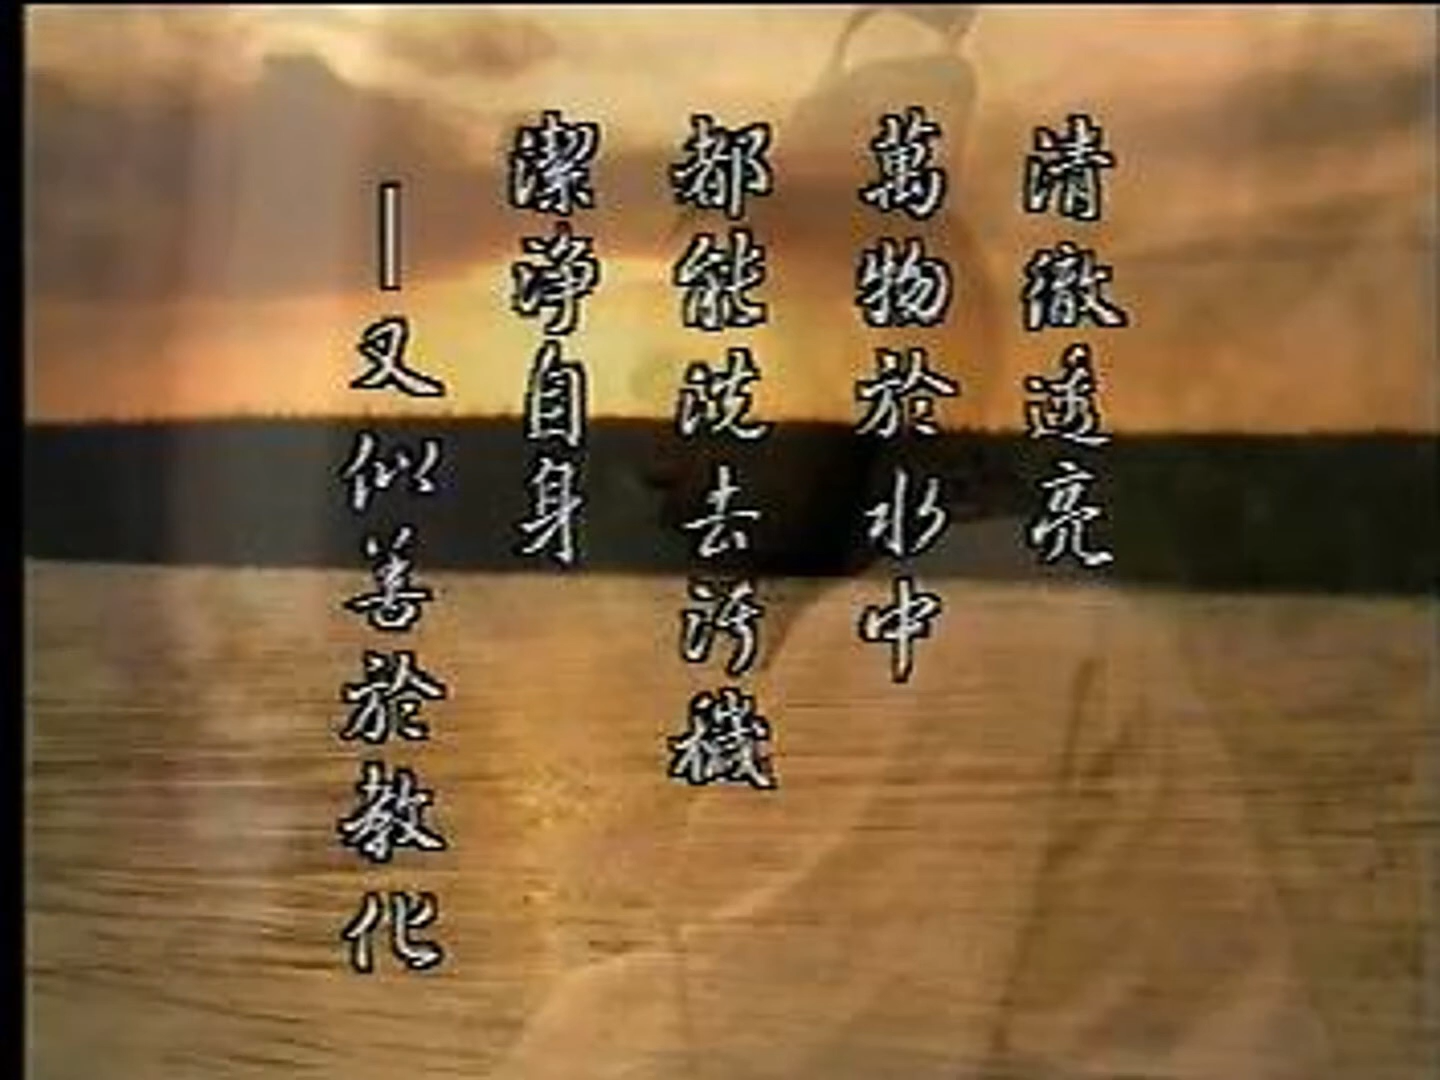 清徹透亮
萬物於水中
都能洗去污穢
潔淨自身
—又似善於教化